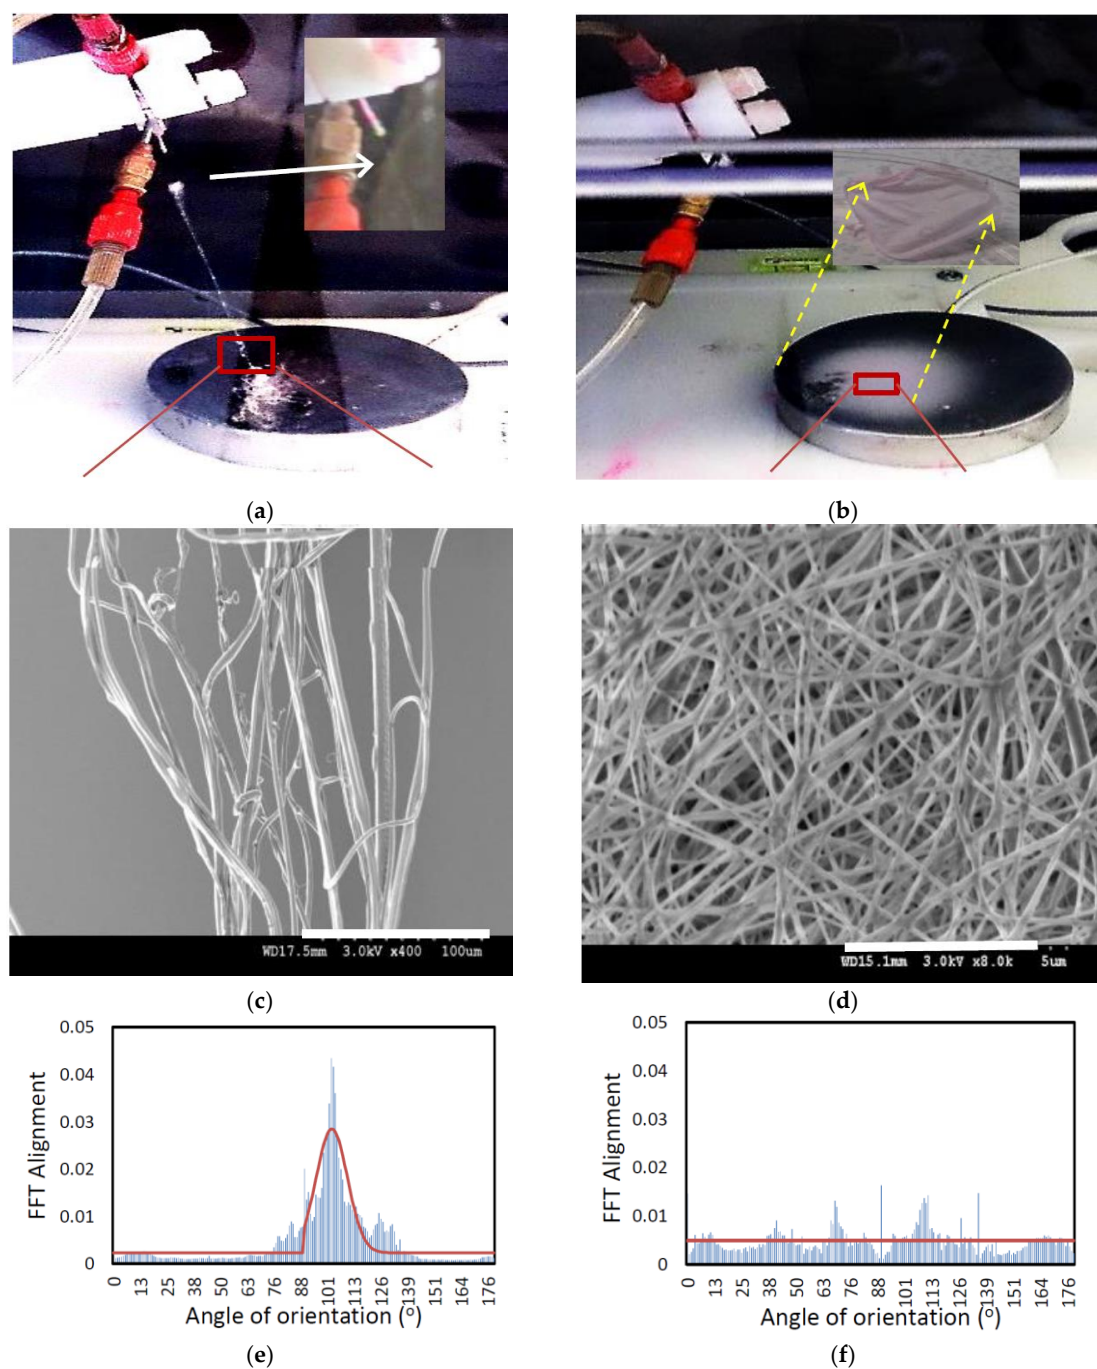 (a)
(b)
WD17.5mm 3.0kV x400 100um
WD15.1mm 3.0kV x8.0k 5um
(c)
(d)
0.05
0.04
0.03
0.02
0.01
0
FFT Alignment
0 13 25 38 50 63 76 88 101 113 126 139 151 164 176
Angle of orientation (º)
0.05
0.04
0.03
0.02
0.01
0
FFT Alignment
0 13 25 38 50 63 76 88 101 113 126 139 151 164 176
Angle of orientation (º)
(e)
(f)